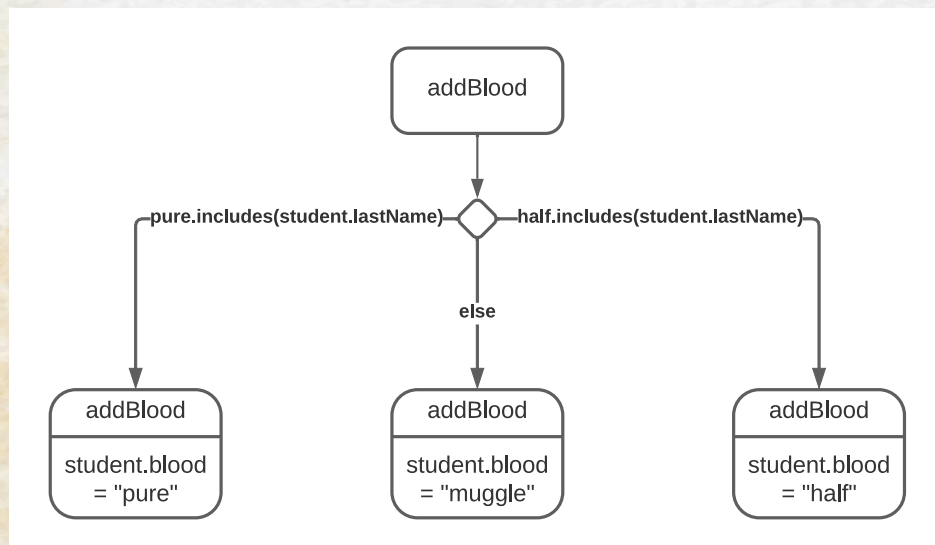 addBlood
pure.includes(student.lastName)
half.includes(student.lastName)
else
addBlood
student.blood
= "pure"
addBlood
student.blood
= "muggle"
addBlood
student.blood
= "half"